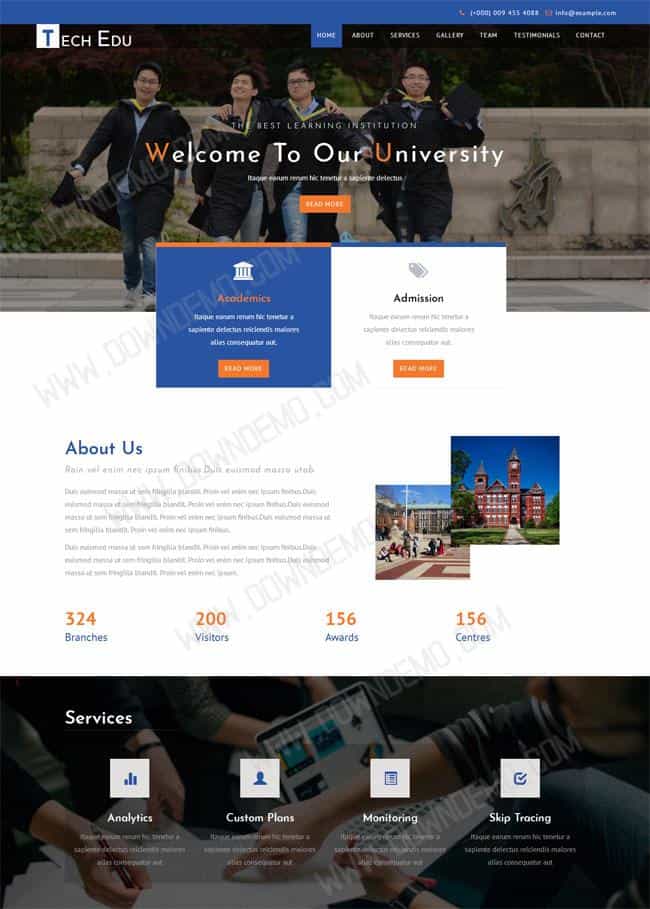 (+000) 009 455 4088 info@example.com
TECH EDU
HOME ABOUT SERVICES GALLERY TEAM TESTIMONIALS CONTACT
THE BEST LEARNING INSTITUTION
Welcome To Our University
Itaque earum rerum hic tenetur a sapiente delectus
READ MORE
Academics
Itaque earum rerum hic tenetur a
sapiente delectus reiciendis maiores
alias consequatur aut.
READ MORE
Admission
Itaque earum rerum hic tenetur a
sapiente delectus reiciendis maiores
alias consequatur aut.
READ MORE
About Us
Roin vel enim nec ipsum finibus.Duis euismod massa utab
Duis euismod massa ut sem fringilla blandit. Proin vel enim nec ipsum finibus.Duis
euismod massa ut sem fringilla blandit. Proin vel enim nec ipsum finibus.Duis euismod
massa ut sem fringilla blandit. Proin vel enim nec ipsum finibus.Duis euismod massa ut
sem fringilla blandit. Proin vel enim nec ipsum finibus.
Duis euismod massa ut sem fringilla blandit. Proin vel enim nec ipsum finibus.Duis
euismod massa ut sem fringilla blandit. Proin vel enim nec ipsum finibus.Duis euismod
massa ut sem fringilla blandit. Proin vel enim nec ipsum.
324 200 156 156
Branches Visitors Awards Centres
Services
Analytics
Itaque earum rerum hic tenetur a
sapiente delectus reiciendis maiores
alias consequatur aut
Custom Plans
Itaque earum rerum hic tenetur a
sapiente delectus reiciendis maiores
alias consequatur aut
Monitoring
Itaque earum rerum hic tenetur a
sapiente delectus reiciendis maiores
alias consequatur aut
Skip Tracing
Itaque earum rerum hic tenetur a
sapiente delectus reiciendis maiores
alias consequatur aut
WWW.DOWNDEMO.COM
WWW.DOWNDEMO.COM
WWW.DOWNDEMO.COM
WWW.DOWNDEMO.COM